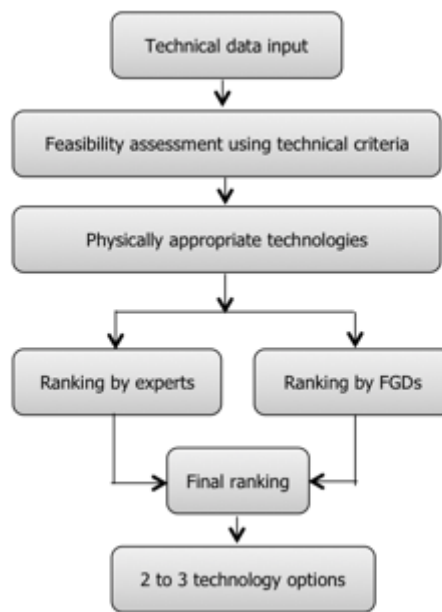 Technical data input
Feasibility assessment using technical criteria
Physically appropriate technologies
Ranking by experts
Ranking by FGDs
Final ranking
2 to 3 technology options